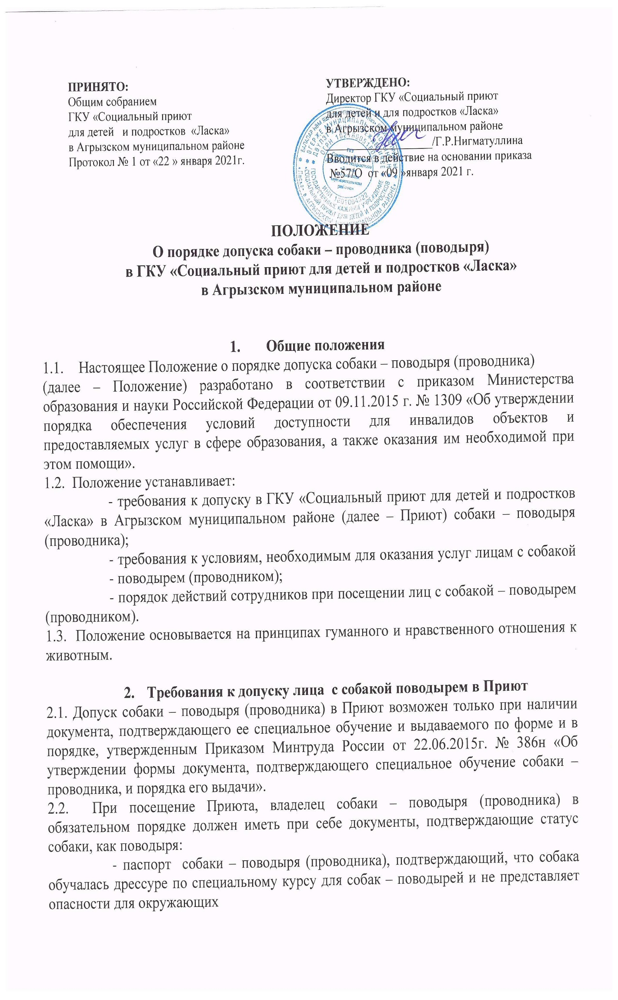 ПРИНЯТО:
Общим собранием
ГКУ «Социальный приют
для детей и подростков «Ласка»
в Агрызском муниципальном районе
Протокол № 1 от «22 » января 2021г.
УТВЕРЖДЕНО:
Директор ГКУ «Социальный приют
для детей и для подростков «Ласка»
в Агрызском муниципальном районе
/Г.Р.Нигматуллина
Вводится в действие на основании приказа
№57/О от «09 »января 2021 г.
ПОЛОЖЕНИЕ
О порядке допуска собаки – проводника (поводыря)
в ГКУ «Социальный приют для детей и подростков «Ласка»
в Агрызском муниципальном районе
1. Общие положения
1.1. Настоящее Положение о порядке допуска собаки – поводыря (проводника)
(далее – Положение) разработано в соответствии с приказом Министерства
образования и науки Российской Федерации от 09.11.2015 г. № 1309 «Об утверждении
порядка обеспечения условий доступности для инвалидов объектов и
предоставляемых услуг в сфере образования, а также оказания им необходимой при
этом помощи».
1.2. Положение устанавливает:
- требования к допуску в ГКУ «Социальный приют для детей и подростков
«Ласка» в Агрызском муниципальном районе (далее – Приют) собаки – поводыря
(проводника);
- требования к условиям, необходимым для оказания услуг лицам с собакой
- поводырем (проводником);
- порядок действий сотрудников при посещении лиц с собакой – поводырем
(проводником).
1.3. Положение основывается на принципах гуманного и нравственного отношения к
животным.
2. Требования к допуску лица с собакой поводырем в Приют
2.1. Допуск собаки – поводыря (проводника) в Приют возможен только при наличии
документа, подтверждающего ее специальное обучение и выдаваемого по форме и в
порядке, утвержденным Приказом Минтруда России от 22.06.2015г. № 386н «Об
утверждении формы документа, подтверждающего специальное обучение собаки –
проводника, и порядка его выдачи».
2.2. При посещение Приюта, владелец собаки – поводыря (проводника) в
обязательном порядке должен иметь при себе документы, подтверждающие статус
собаки, как поводыря:
- паспорт собаки – поводыря (проводника), подтверждающий, что собака
обучалась дрессуре по специальному курсу для собак – поводырей и не представляет
опасности для окружающих